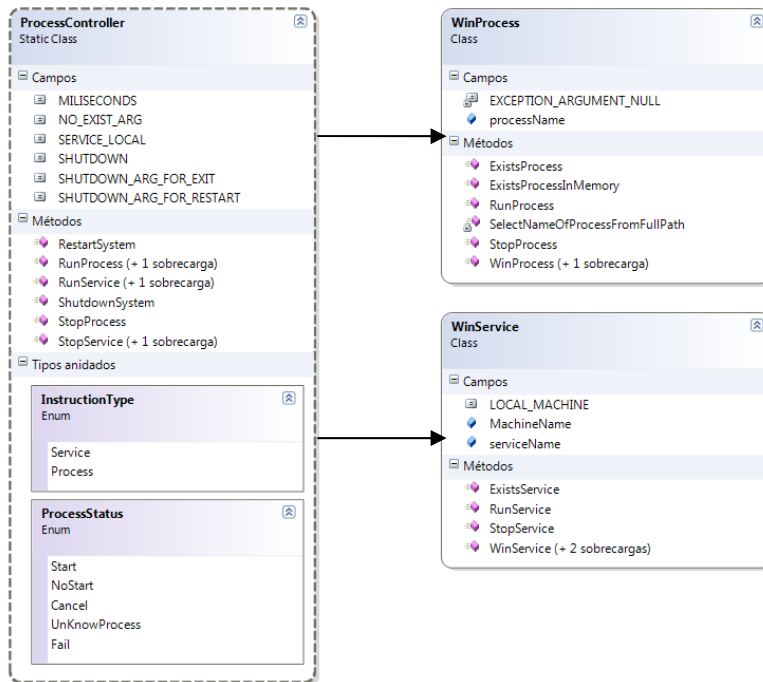 ProcessController
Static Class
Campos
MILISECONDS
NO_EXIST_ARG
SERVICE_LOCAL
SHUTDOWN
SHUTDOWN_ARG_FOR_EXIT
SHUTDOWN_ARG_FOR_RESTART
Métodos
RestartSystem
RunProcess (+ 1 sobrecarga)
RunService (+ 1 sobrecarga)
ShutdownSystem
StopProcess
StopService (+ 1 sobrecarga)
Tipos anidados
InstructionType
Enum
Service
Process
ProcessStatus
Enum
Start
NoStart
Cancel
UnKnowProcess
Fail
WinProcess
Class
Campos
EXCEPTION_ARGUMENT_NULL
processName
Métodos
ExistsProcess
ExistsProcessInMemory
RunProcess
SelectNameOfProcessFromFullPath
StopProcess
WinProcess (+ 1 sobrecarga)
WinService
Class
Campos
LOCAL_MACHINE
MachineName
serviceName
Métodos
ExistsService
RunService
StopService
WinService (+ 2 sobrecargas)